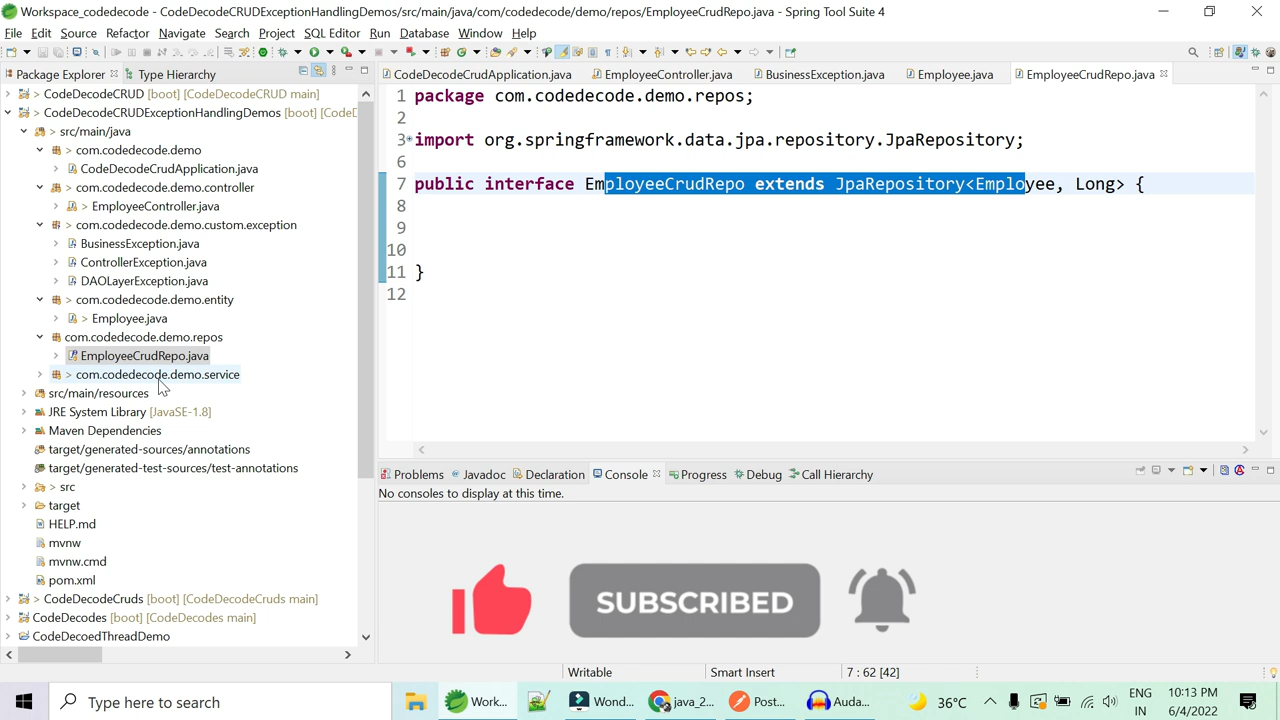 Workspace_codedecode - CodeDecodeCRUDExceptionHandlingDemos/src/main/java/com/codedecode/demo/repos/EmployeeCrudRepo.java - Spring Tool Suite 4
File Edit Source Refactor Navigate Search Project SQL Editor Run Database Window Help
Package Explorer Type Hierarchy
CodeDecodeCrudApplication.java EmployeeController.java BusinessException.java Employee.java EmployeeCrudRepo.java
> CodeDecodeCRUD [boot] [CodeDecodeCRUD main]
> CodeDecodeCRUDExceptionHandlingDemos [boot] [CodeD
> src/main/java
> com.codedecode.demo
CodeDecodeCrudApplication.java
> com.codedecode.demo.controller
> EmployeeController.java
> com.codedecode.demo.custom.exception
BusinessException.java
ControllerException.java
DAOLayerException.java
> com.codedecode.demo.entity
> Employee.java
com.codedecode.demo.repos
EmployeeCrudRepo.java
> com.codedecode.demo.service
src/main/resources
JRE System Library [JavaSE-1.8]
Maven Dependencies
target/generated-sources/annotations
target/generated-test-sources/test-annotations
> src
target
HELP.md
mvnw
mvnw.cmd
pom.xml
> CodeDecodeCruds [boot] [CodeDecodeCruds main]
CodeDecodes [boot] [CodeDecodes main]
CodeDecoedThreadDemo
1 package com.codedecode.demo.repos;
2
3 import org.springframework.data.jpa.repository.JpaRepository;
6
7 public interface EmployeeCrudRepo extends JpaRepository<Employee, Long> {
8
9
10
11 }
12
Problems Javadoc Declaration Console Progress Debug Call Hierarchy
No consoles to display at this time.
SUBSCRIBED
Writable Smart Insert 7 : 62 [42]
Type here to search
Work... Wond... java_2... Post... Auda... 36°C
ENG
IN
10:13 PM
6/4/2022